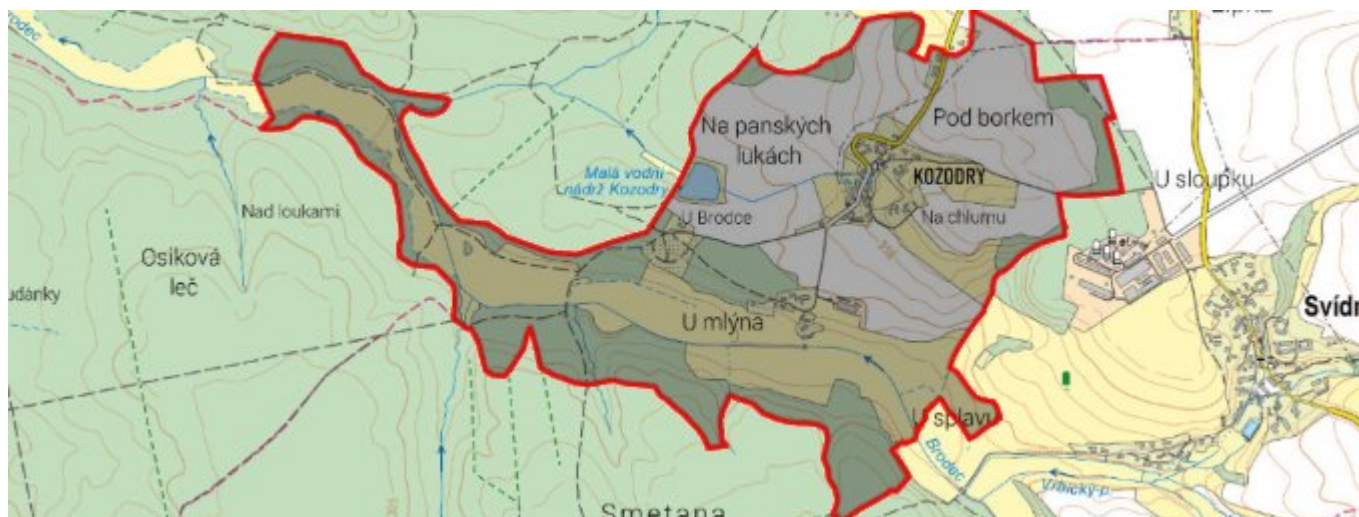 Brodec
Na panských
lukách
Pod borkem
KOZODRY
U sloupku
Malá vodní
nádrž Kozodry
U Brodce
Na chlumu
Nad loukami
Osiková
leč
Svídn
U mlýna
U splavu
Brodec
Vrbický p.
Smetana